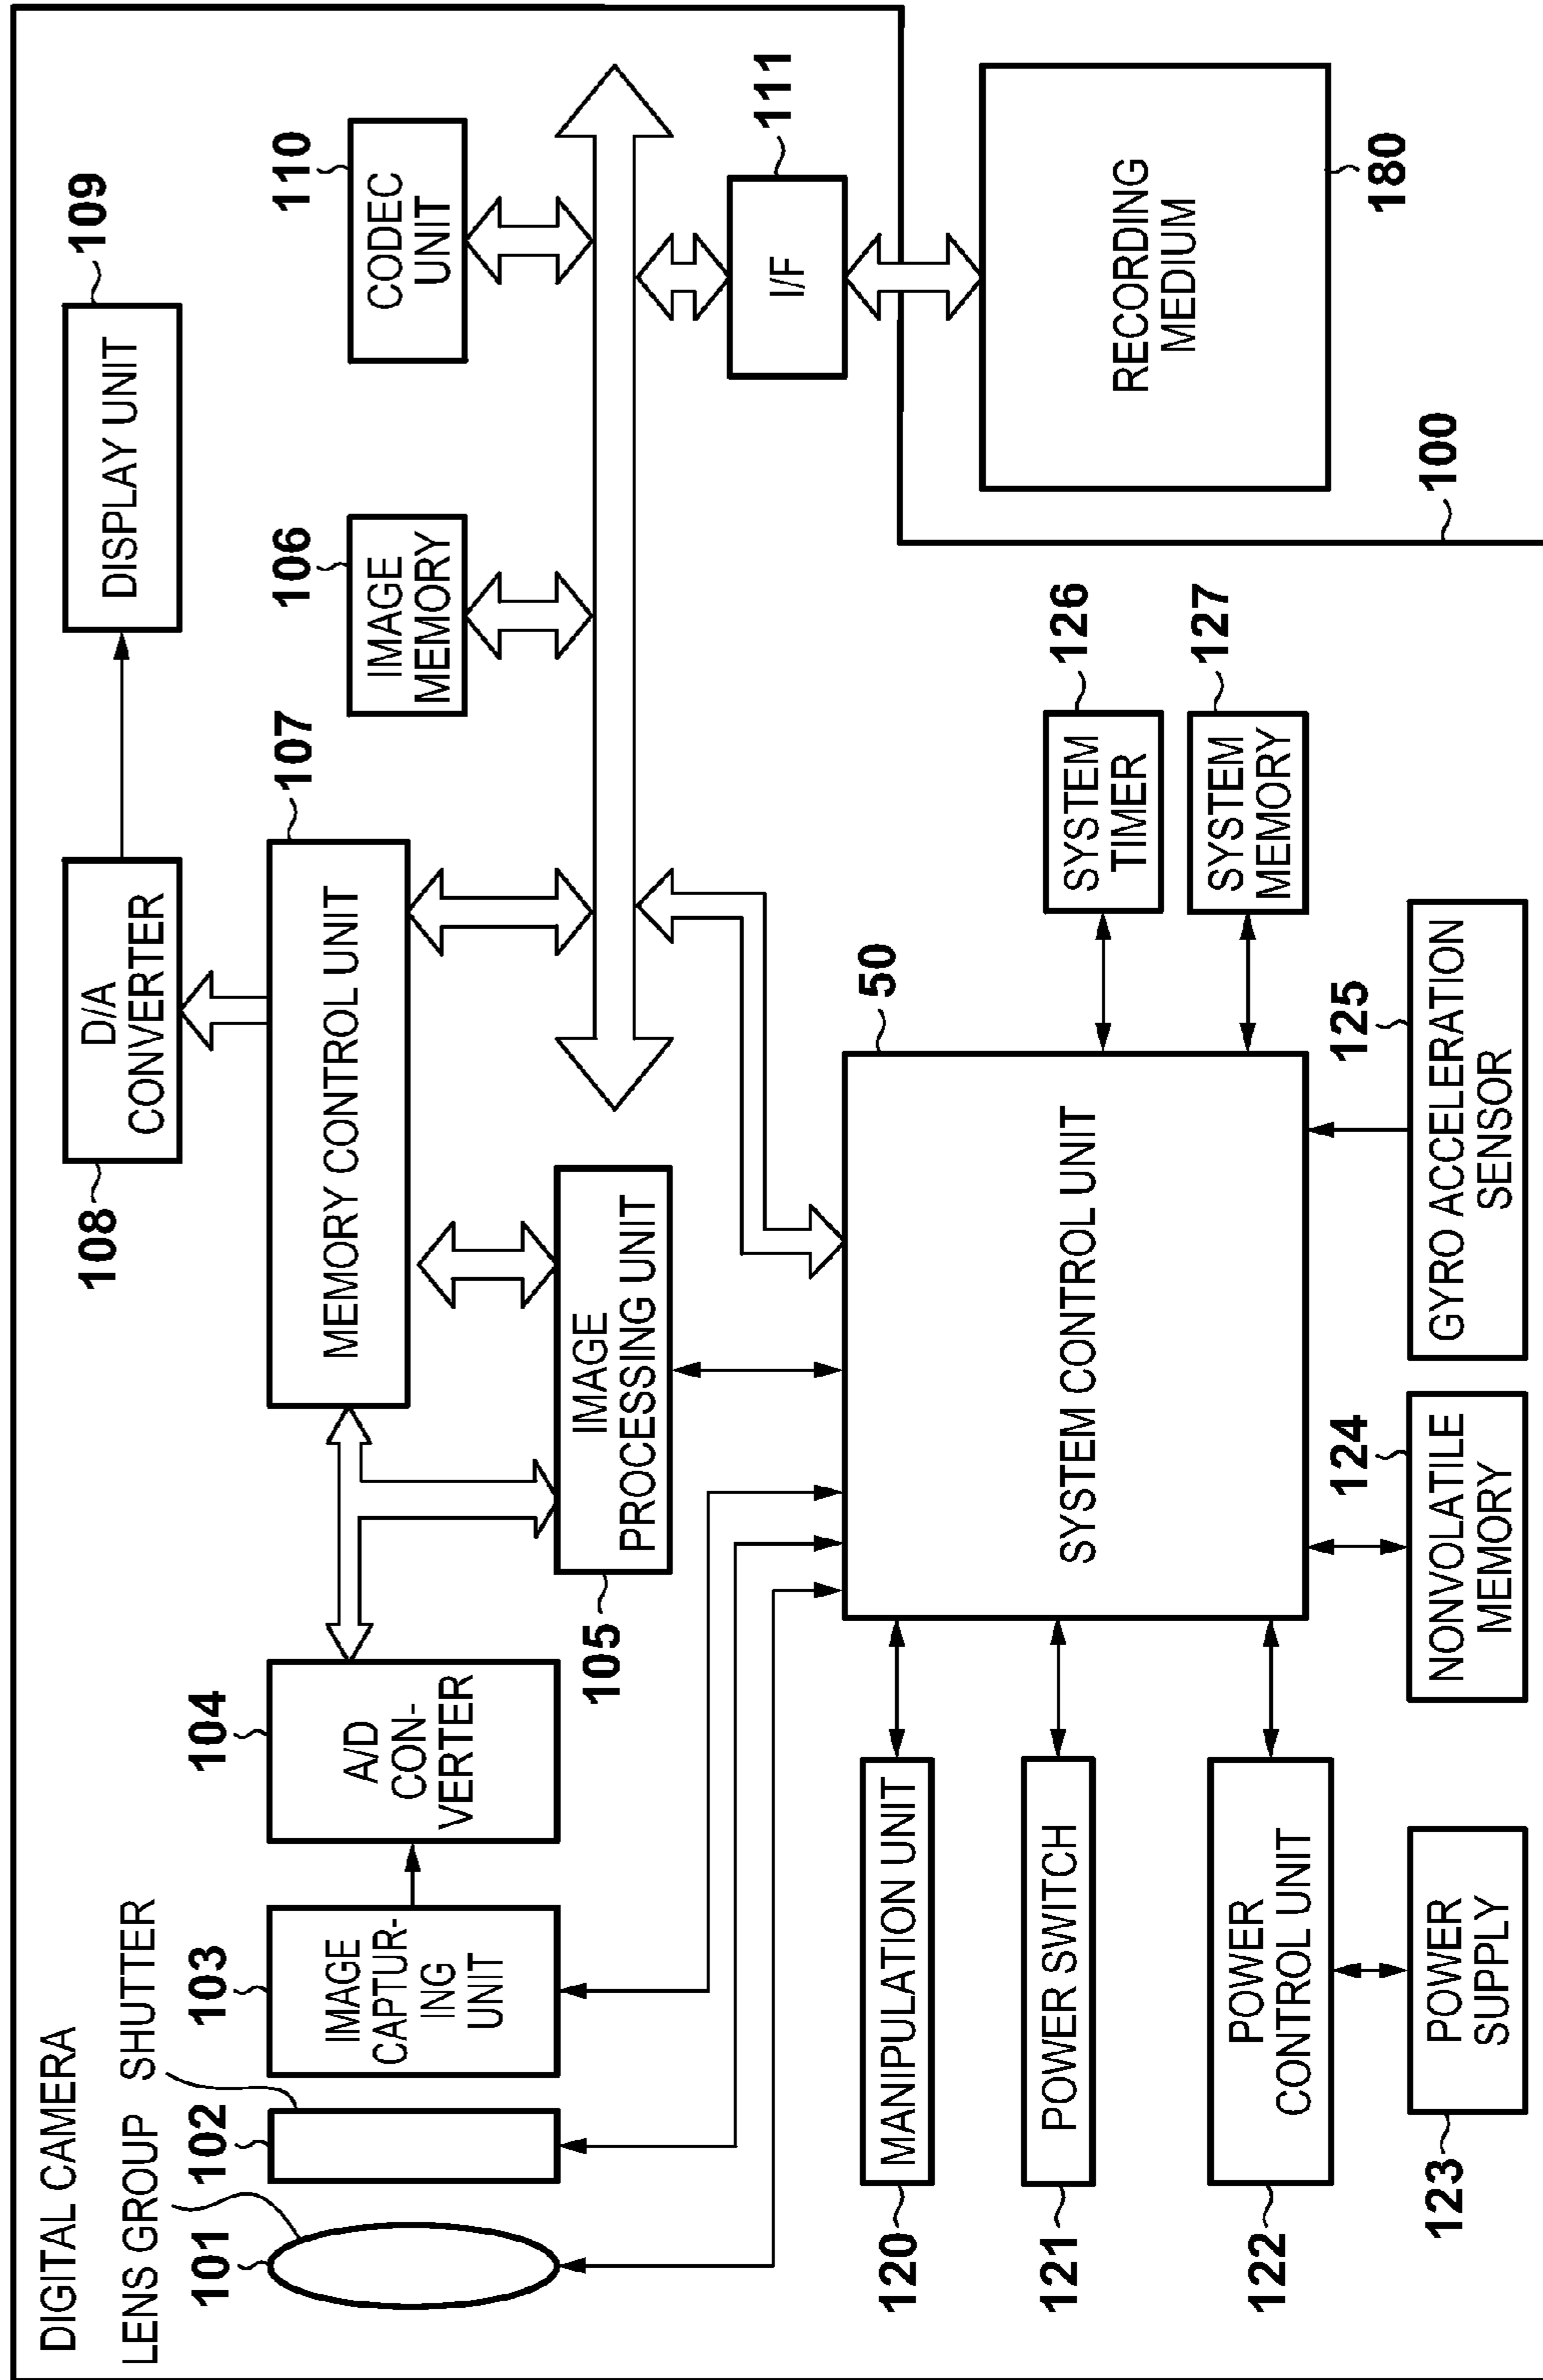 DIGITAL CAMERA
LENS GROUP
SHUTTER
101
102
103
IMAGE
CAPTUR-
ING
UNIT
104
A/D
CON-
VERTER
105
IMAGE
PROCESSING UNIT
107
MEMORY CONTROL UNIT
108
D/A
CONVERTER
109
DISPLAY UNIT
106
IMAGE
MEMORY
110
CODEC
UNIT
111
I/F
180
RECORDING
MEDIUM
100
50
SYSTEM CONTROL UNIT
120
MANIPULATION UNIT
121
POWER SWITCH
122
POWER
CONTROL UNIT
123
POWER
SUPPLY
124
NONVOLATILE
MEMORY
125
GYRO ACCELERATION
SENSOR
126
SYSTEM
TIMER
127
SYSTEM
MEMORY